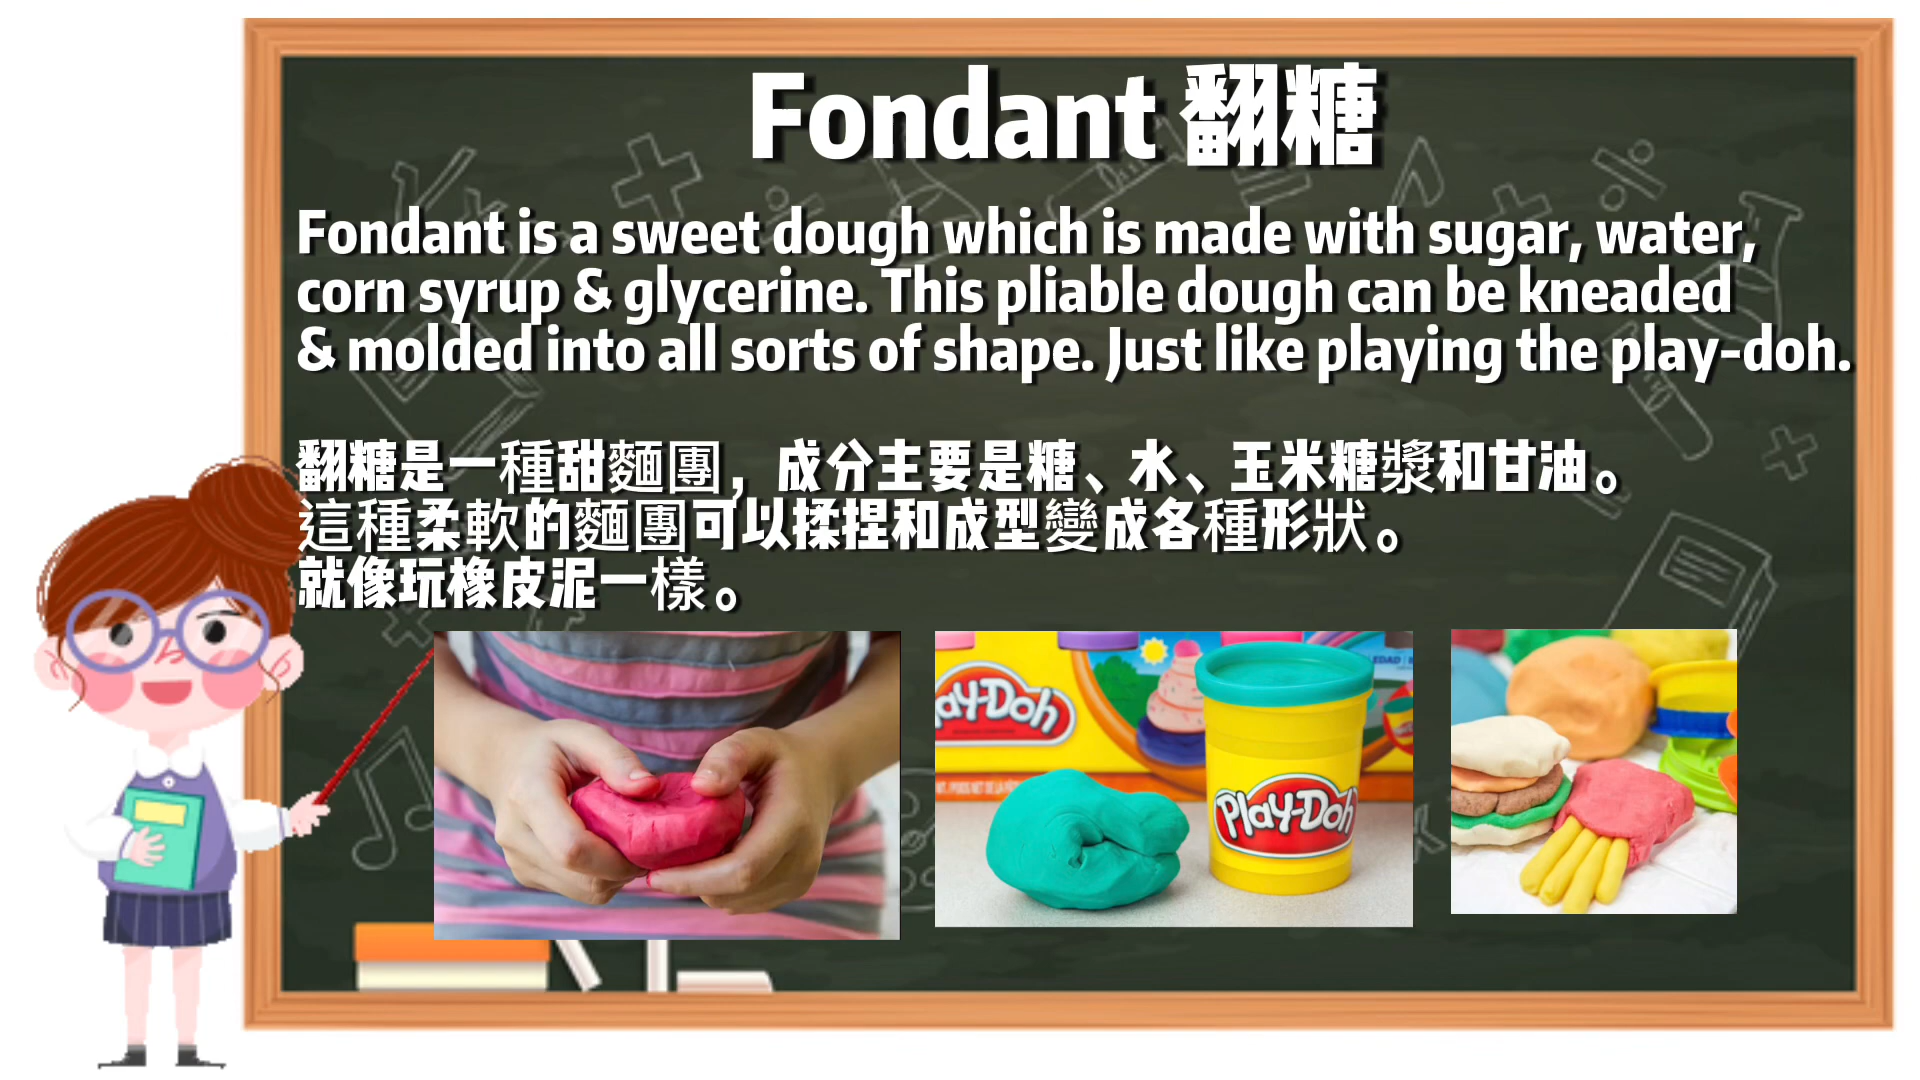 Fondant 翻糖
Fondant is a sweet dough which is made with sugar, water,
corn syrup & glycerine. This pliable dough can be kneaded
& molded into all sorts of shape. Just like playing the play-doh.
翻糖是一種甜麵團，成分主要是糖、水、玉米糖漿和甘油。
這種柔軟的麵團可以揉捏和成型變成各種形狀。
就像玩橡皮泥一樣。
ay-Doh
EDAD
Play-Doh